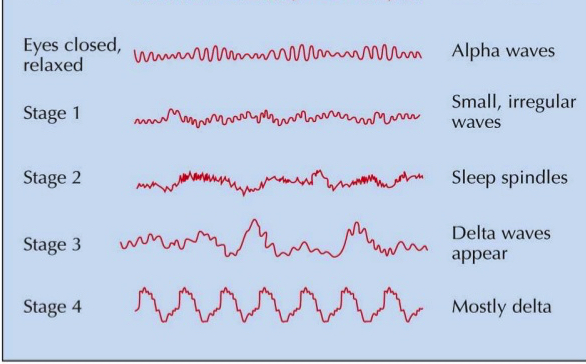 Eyes closed,
relaxed
Alpha waves
Stage 1
Small, irregular
waves
Stage 2
Sleep spindles
Stage 3
Delta waves
appear
Stage 4
Mostly delta